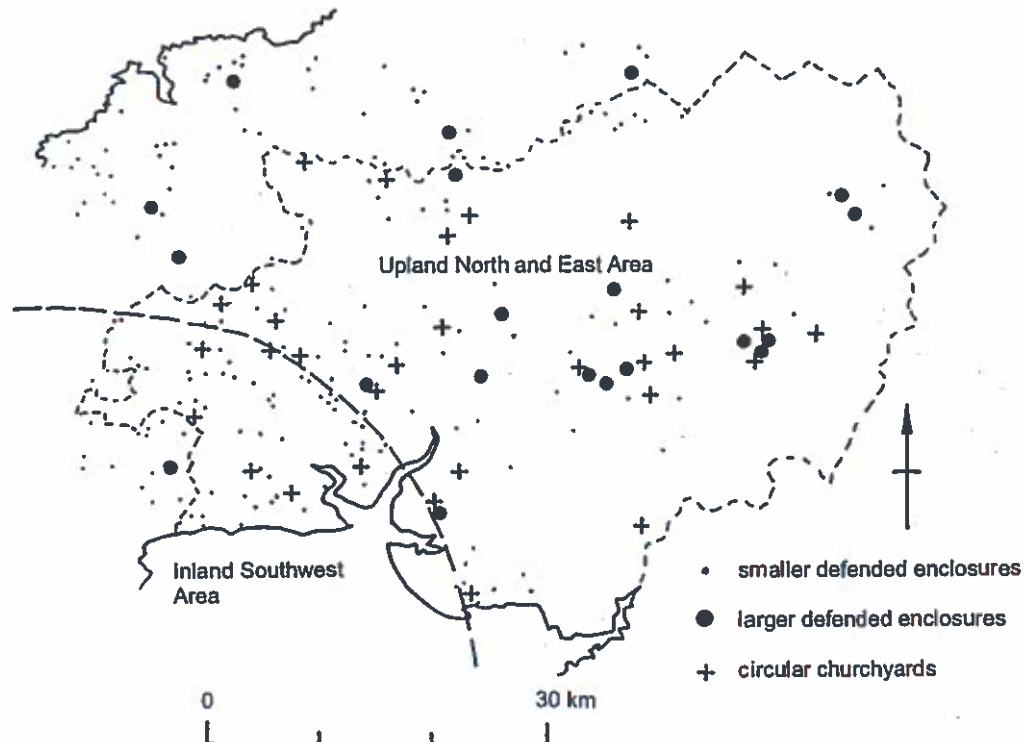 Upland North and East Area
Inland Southwest
Area
smaller defended enclosures
larger defended enclosures
circular churchyards
0
30 km